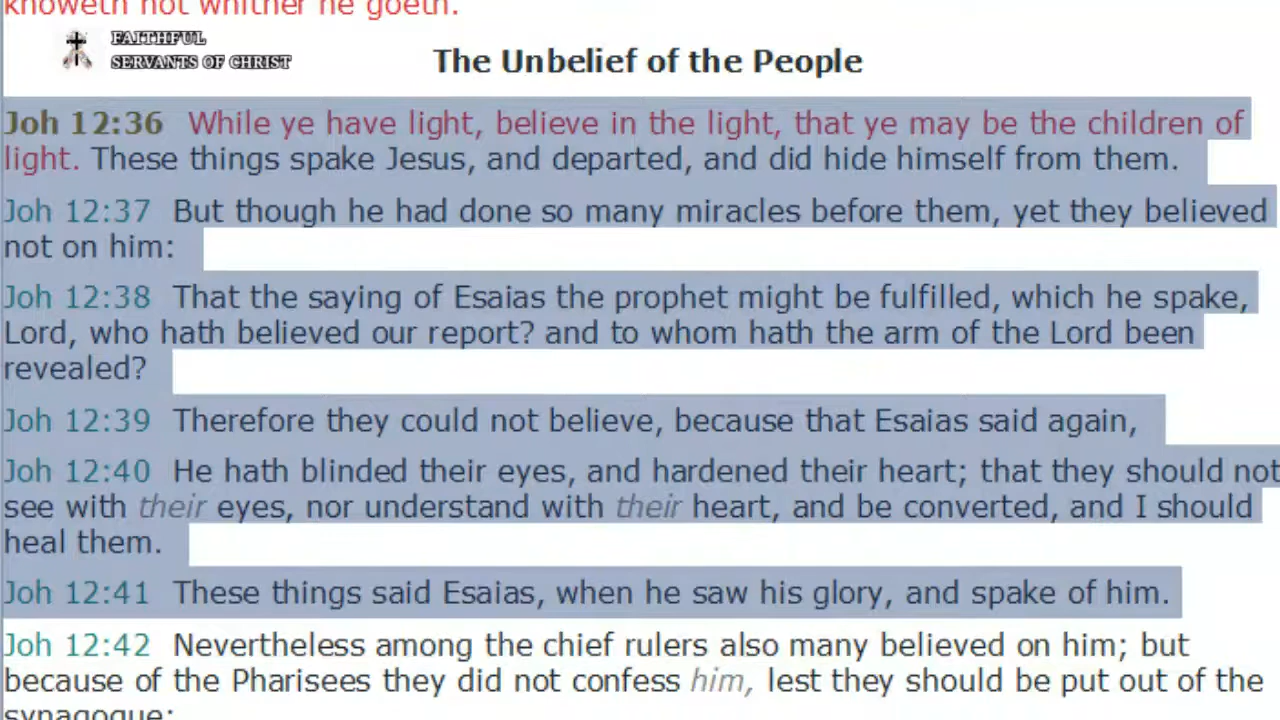 knoweth not whither he goeth.
FAITHFUL
SERVANTS OF CHRIST
The Unbelief of the People
Joh 12:36 While ye have light, believe in the light, that ye may be the children of
light. These things spake Jesus, and departed, and did hide himself from them.
Joh 12:37 But though he had done so many miracles before them, yet they believed
not on him:
Joh 12:38 That the saying of Esaias the prophet might be fulfilled, which he spake,
Lord, who hath believed our report? and to whom hath the arm of the Lord been
revealed?
Joh 12:39 Therefore they could not believe, because that Esaias said again,
Joh 12:40 He hath blinded their eyes, and hardened their heart; that they should not
see with their eyes, nor understand with their heart, and be converted, and I should
heal them.
Joh 12:41 These things said Esaias, when he saw his glory, and spake of him.
Joh 12:42 Nevertheless among the chief rulers also many believed on him; but
because of the Pharisees they did not confess him, lest they should be put out of the
synagogue: